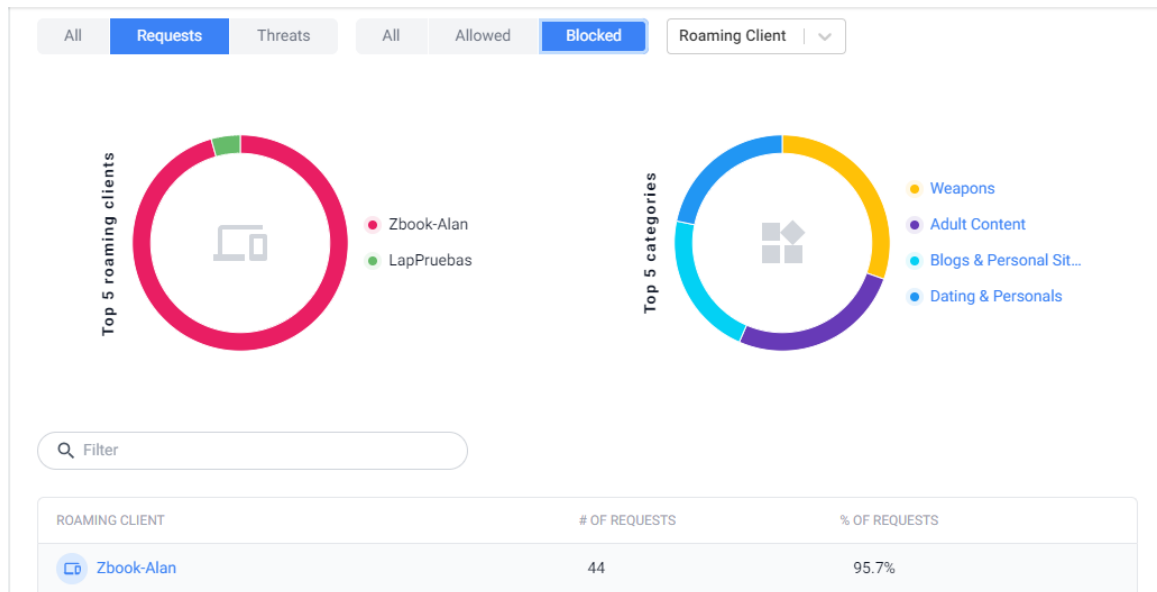 All Requests Threats All Allowed Blocked Roaming Client
Top 5 roaming clients
Zbook-Alan
LapPruebas
Top 5 categories
Weapons
Adult Content
Blogs & Personal Sit...
Dating & Personals
Filter
ROAMING CLIENT # OF REQUESTS % OF REQUESTS
Zbook-Alan 44 95.7%